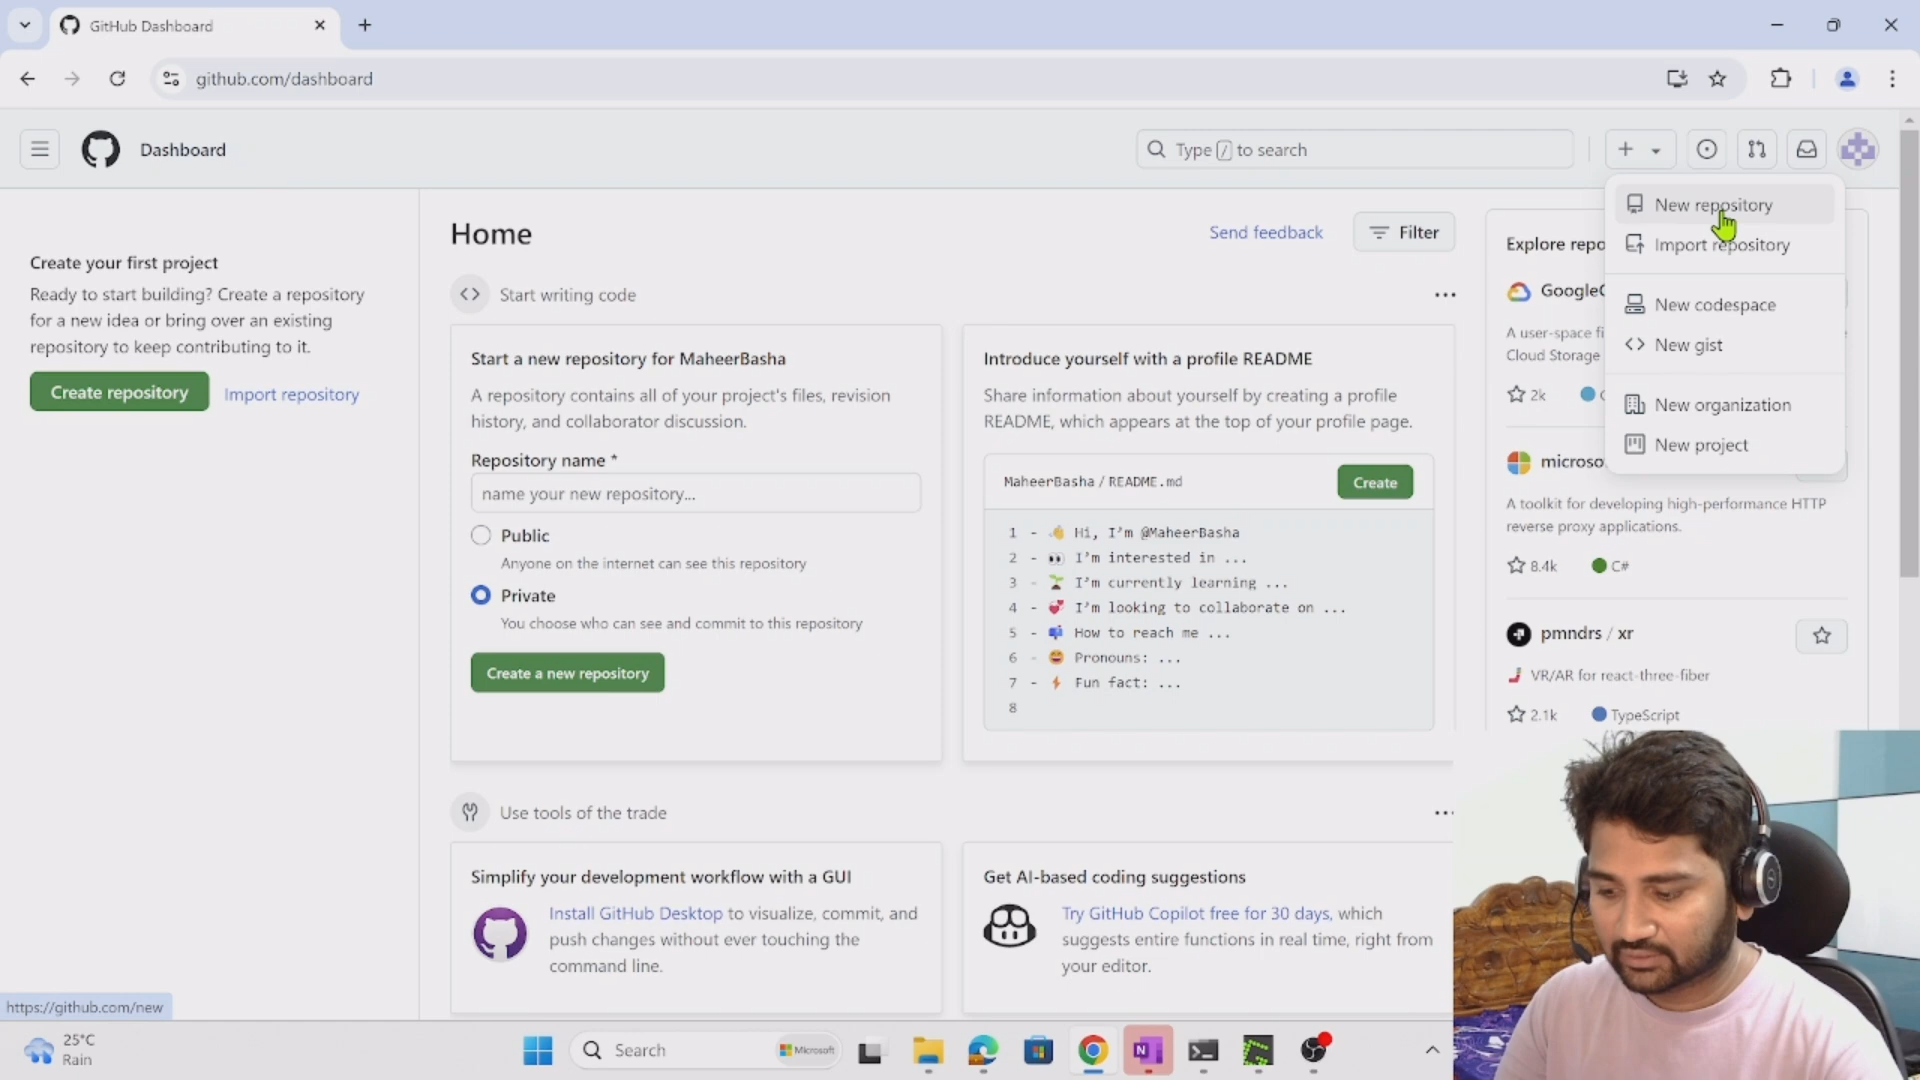 GitHub Dashboard
github.com/dashboard
Dashboard
Type / to search
New repository
Import repository
New codespace
New gist
New organization
New project
Create your first project
Ready to start building? Create a repository
for a new idea or bring over an existing
repository to keep contributing to it.
Create repository
Import repository
Home
Send feedback
Filter
Start writing code
Start a new repository for MaheerBasha
A repository contains all of your project's files, revision
history, and collaborator discussion.
Repository name *
name your new repository...
Public
Anyone on the internet can see this repository
Private
You choose who can see and commit to this repository
Create a new repository
Introduce yourself with a profile README
Share information about yourself by creating a profile
README, which appears at the top of your profile page.
MaheerBasha / README.md
Create
1 - 👋 Hi, I'm @MaheerBasha
2 - 👀 I'm interested in ...
3 - 🌱 I'm currently learning ...
4 - 💞️ I'm looking to collaborate on ...
5 - 📫 How to reach me ...
6 - 😄 Pronouns: ...
7 - ⚡ Fun fact: ...
8
Explore repo
GoogleC
A user-space fi
Cloud Storage
2k
microso
A toolkit for developing high-performance HTTP
reverse proxy applications.
8.4k
C#
pmndrs / xr
VR/AR for react-three-fiber
2.1k
TypeScript
Use tools of the trade
Simplify your development workflow with a GUI
Install GitHub Desktop to visualize, commit, and
push changes without ever touching the
command line.
Get AI-based coding suggestions
Try GitHub Copilot free for 30 days, which
suggests entire functions in real time, right from
your editor.
https://github.com/new
25°C
Rain
Search
Microsoft